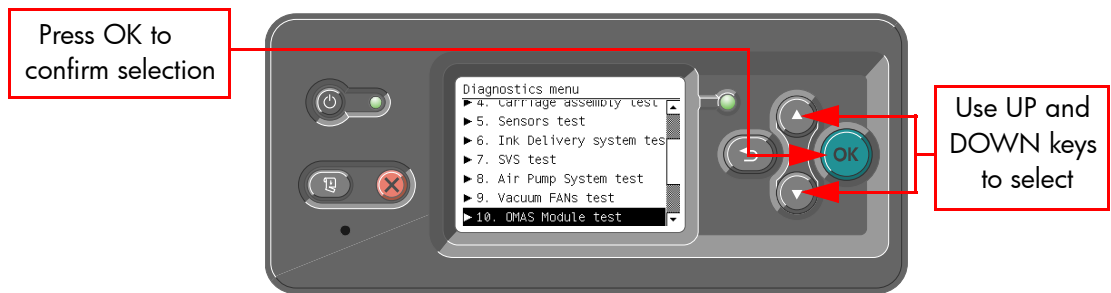 Press OK to
confirm selection
Diagnostics menu
▶ 4. Carriage assembly test
▶ 5. Sensors test
▶ 6. Ink Delivery system tes
▶ 7. SVS test
▶ 8. Air Pump System test
▶ 9. Vacuum FANs test
▶ 10. OMAS Module test
OK
Use UP and
DOWN keys
to select